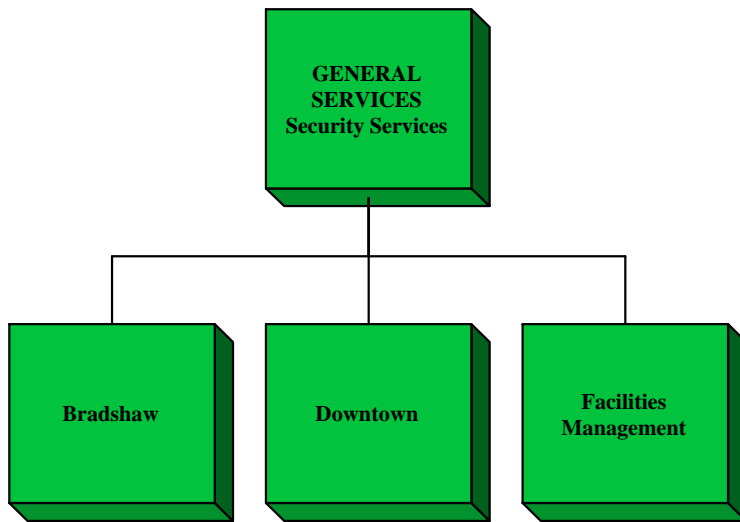 GENERAL
SERVICES
Security Services
Bradshaw
Downtown
Facilities
Management